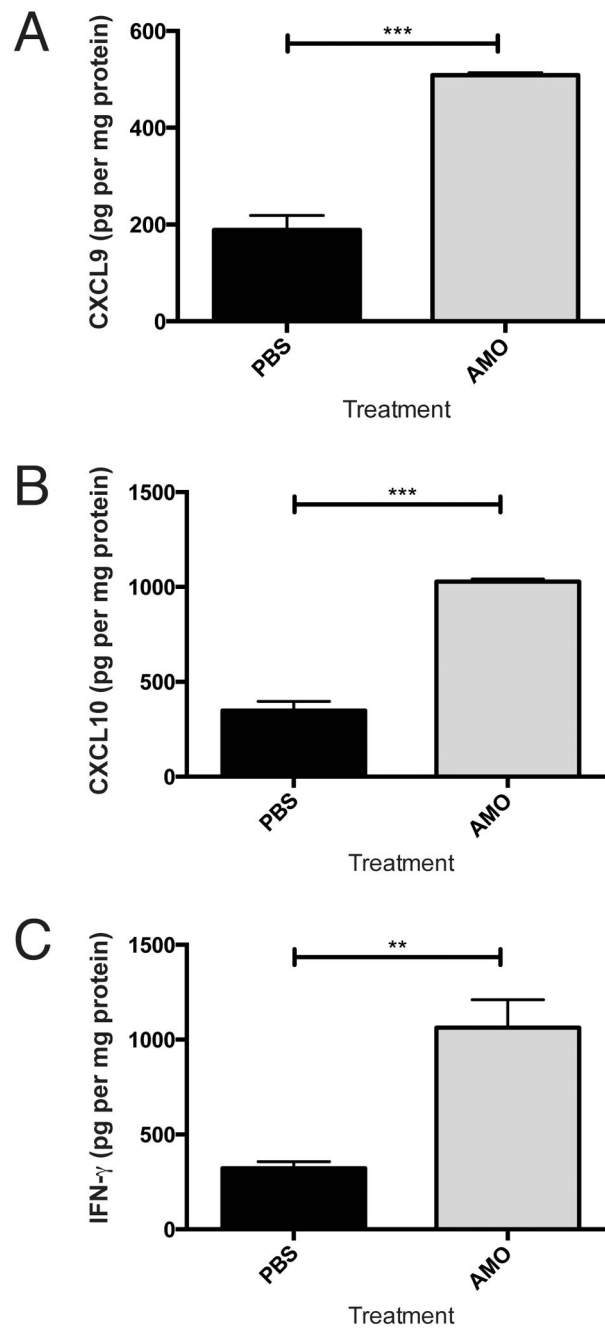 A
CXCL9 (pg per mg protein)
600
400
200
0
***
PBS
AMO
Treatment
B
CXCL10 (pg per mg protein)
1500
1000
500
0
***
PBS
AMO
Treatment
C
IFN-γ (pg per mg protein)
1500
1000
500
0
**
PBS
AMO
Treatment